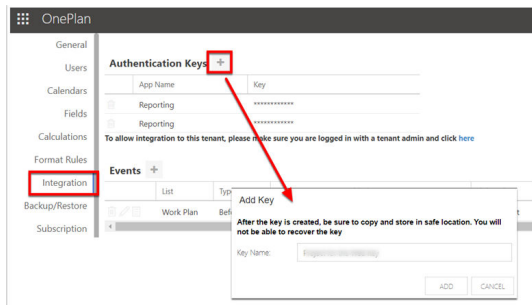 OnePlan
General
Users
Calendars
Fields
Calculations
Format Rules
Integration
Backup/Restore
Subscription
Authentication Keys +
App Name Key
Reporting ************
Reporting ************
To allow integration to this tenant, please make sure you are logged in with a tenant admin and click here
Events +
List
Work Plan
Add Key
After the key is created, be sure to copy and store in safe location. You will
not be able to recover the key
Key Name:
ADD CANCEL